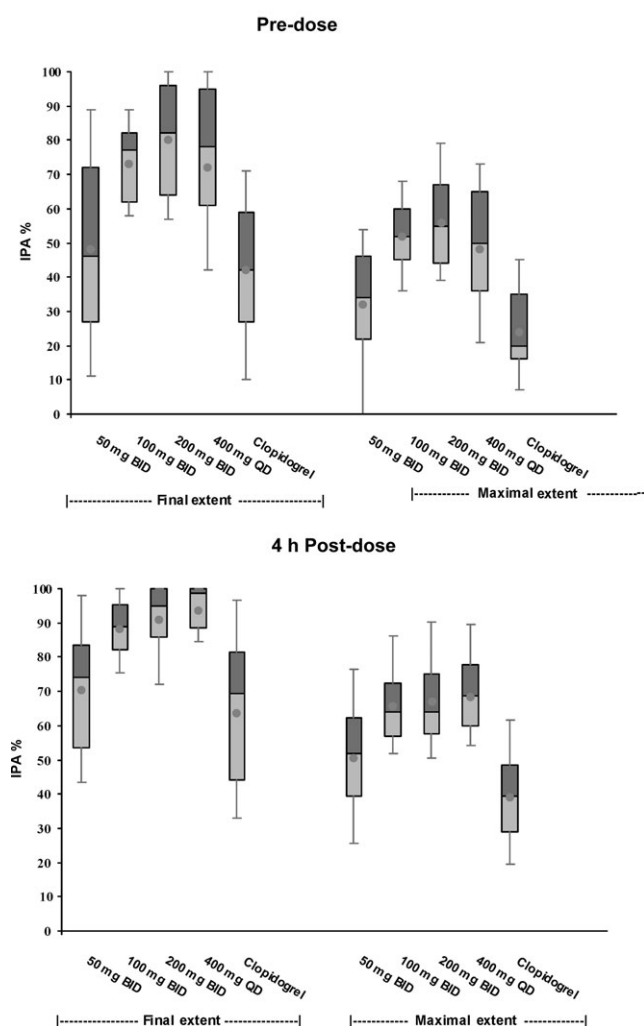 Pre-dose
IPA %
100
90
80
70
60
50
40
30
20
10
0
50 mg BID
100 mg BID
200 mg BID
400 mg QD
Clopidogrel
50 mg BID
100 mg BID
200 mg BID
400 mg QD
Clopidogrel
Final extent
Maximal extent
4 h Post-dose
IPA %
100
90
80
70
60
50
40
30
20
10
0
50 mg BID
100 mg BID
200 mg BID
400 mg QD
Clopidogrel
50 mg BID
100 mg BID
200 mg BID
400 mg QD
Clopidogrel
Final extent
Maximal extent